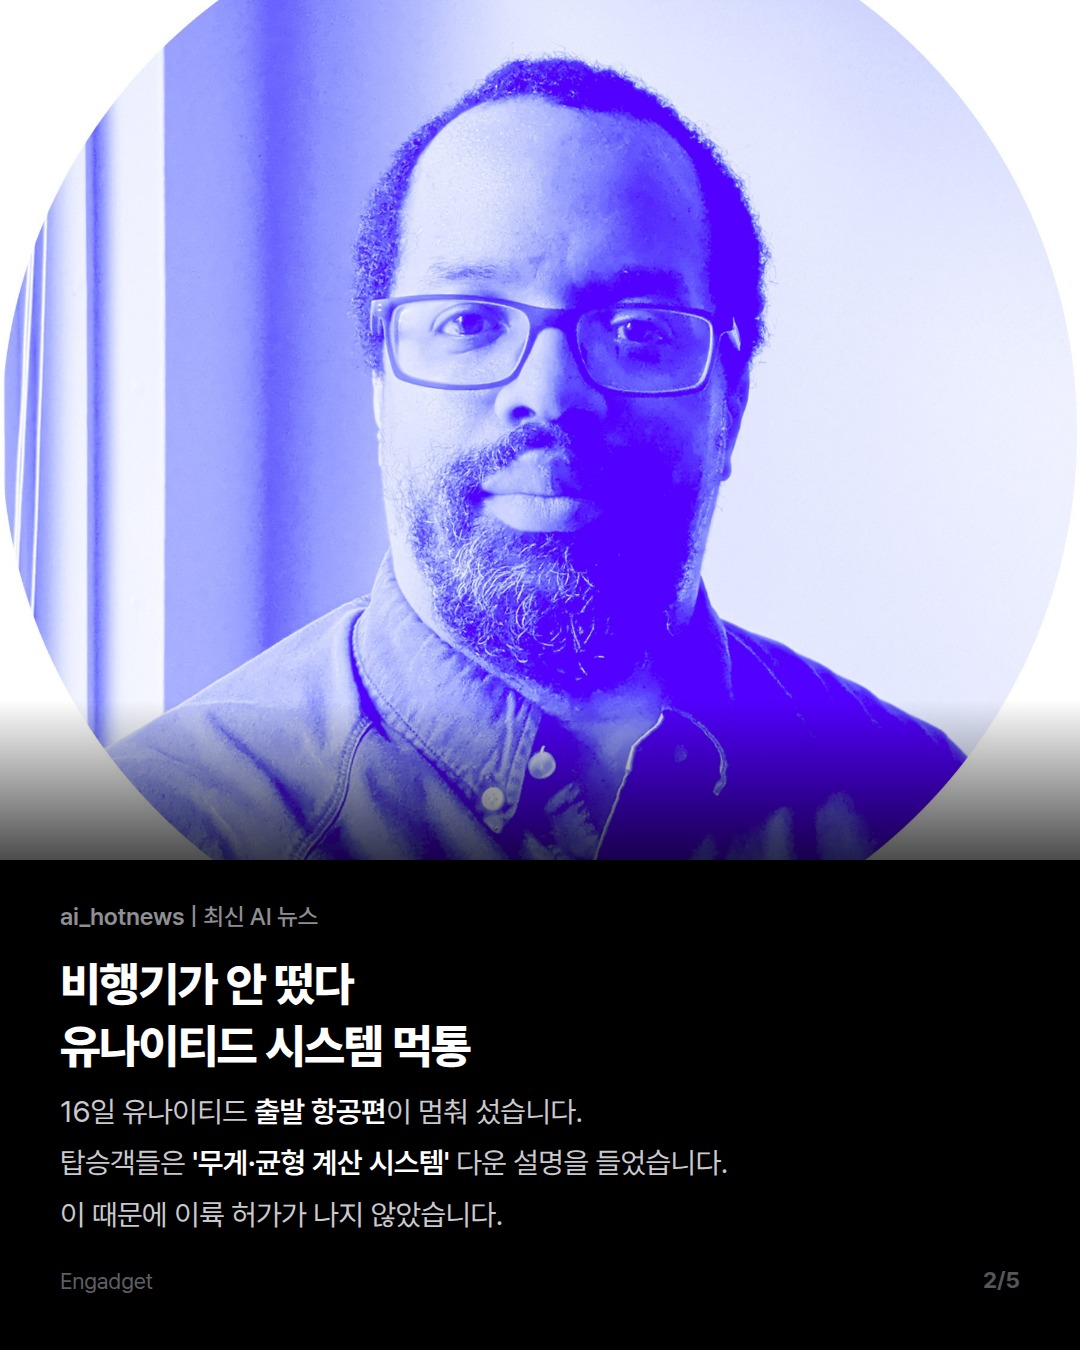 ai_hotnews | 최신 AI 뉴스
비행기가 안 떴다
유나이티드 시스템 먹통
16일 유나이티드 출발 항공편이 멈춰 섰습니다.
탑승객들은 '무게·균형 계산 시스템' 다운 설명을 들었습니다.
이 때문에 이륙 허가가 나지 않았습니다.
Engadget
2/5